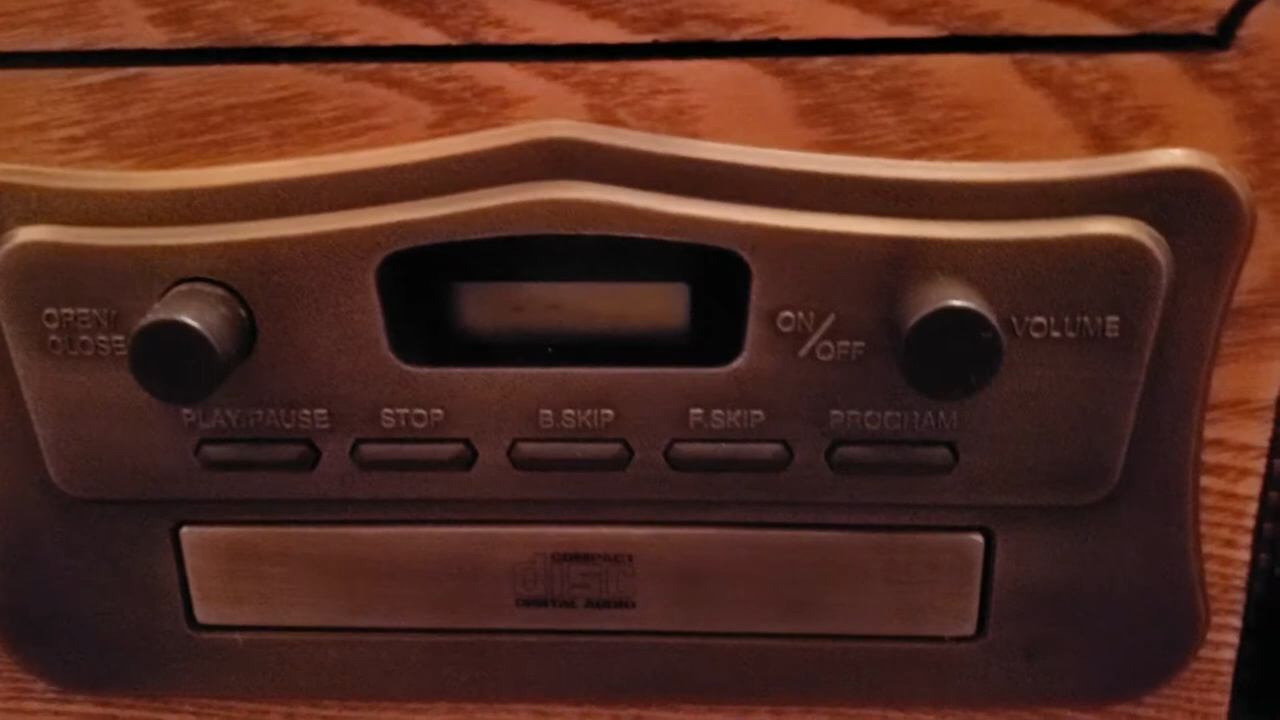 OPEN/
CLOSE
ON/OFF
VOLUME
PLAY/PAUSE
STOP
B.SKIP
F.SKIP
PROGRAM
COMPACT
disc
DIGITAL AUDIO